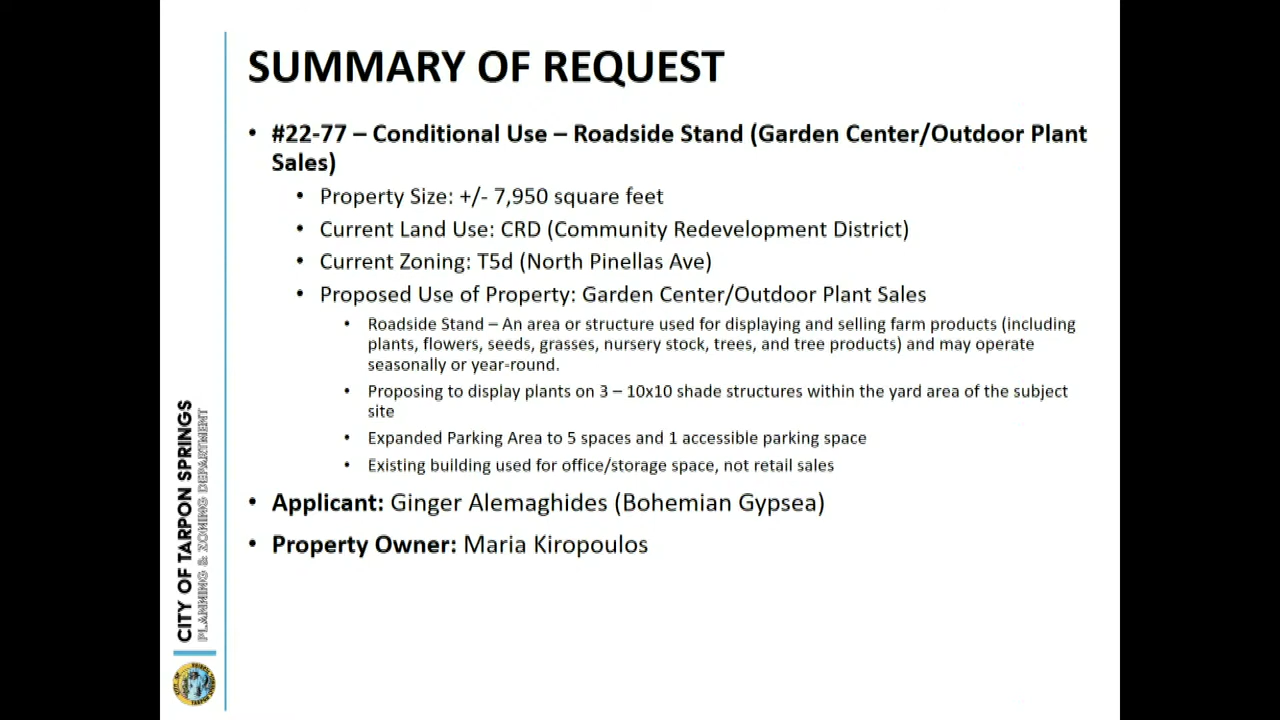 SUMMARY OF REQUEST
• #22-77 – Conditional Use – Roadside Stand (Garden Center/Outdoor Plant
Sales)
• Property Size: +/- 7,950 square feet
• Current Land Use: CRD (Community Redevelopment District)
• Current Zoning: T5d (North Pinellas Ave)
• Proposed Use of Property: Garden Center/Outdoor Plant Sales
• Roadside Stand – An area or structure used for displaying and selling farm products (including
plants, flowers, seeds, grasses, nursery stock, trees, and tree products) and may operate
seasonally or year-round.
• Proposing to display plants on 3 – 10x10 shade structures within the yard area of the subject
site
• Expanded Parking Area to 5 spaces and 1 accessible parking space
• Existing building used for office/storage space, not retail sales
• Applicant: Ginger Alemaghides (Bohemian Gypsea)
• Property Owner: Maria Kiropoulos
CITY OF TARPON SPRINGS
PLANNING & ZONING DEPARTMENT